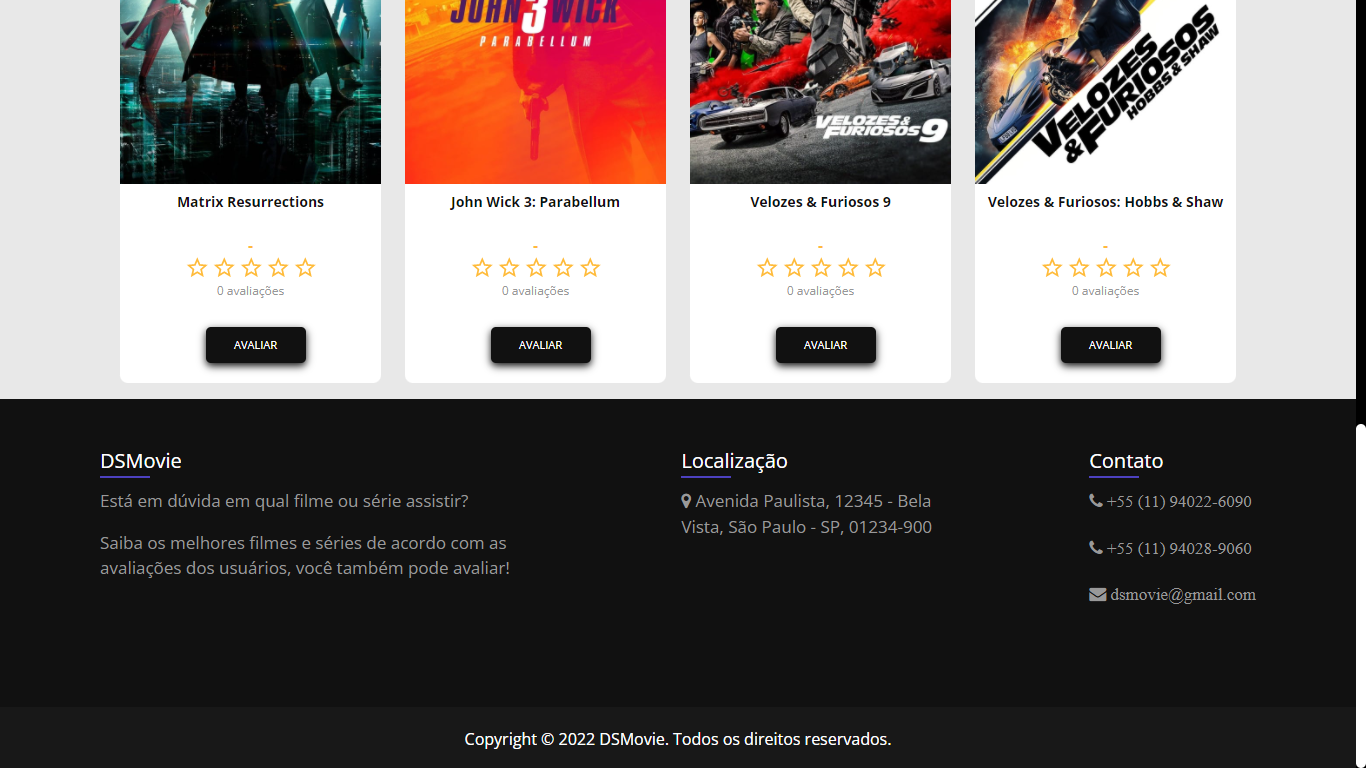 JOHN 3 WICK
PARABELLUM
VELOZES & FURIOSOS 9
VELOZES
& FURIOSOS
HOBBS & SHAW
Matrix Resurrections
John Wick 3: Parabellum
Velozes & Furiosos 9
Velozes & Furiosos: Hobbs & Shaw
-
-
-
-
0 avaliações
0 avaliações
0 avaliações
0 avaliações
AVALIAR
AVALIAR
AVALIAR
AVALIAR
DSMovie
Está em dúvida em qual filme ou série assistir?
Saiba os melhores filmes e séries de acordo com as
avaliações dos usuários, você também pode avaliar!
Localização
Avenida Paulista, 12345 - Bela
Vista, São Paulo - SP, 01234-900
Contato
+55 (11) 94022-6090
+55 (11) 94028-9060
dsmovie@gmail.com
Copyright © 2022 DSMovie. Todos os direitos reservados.